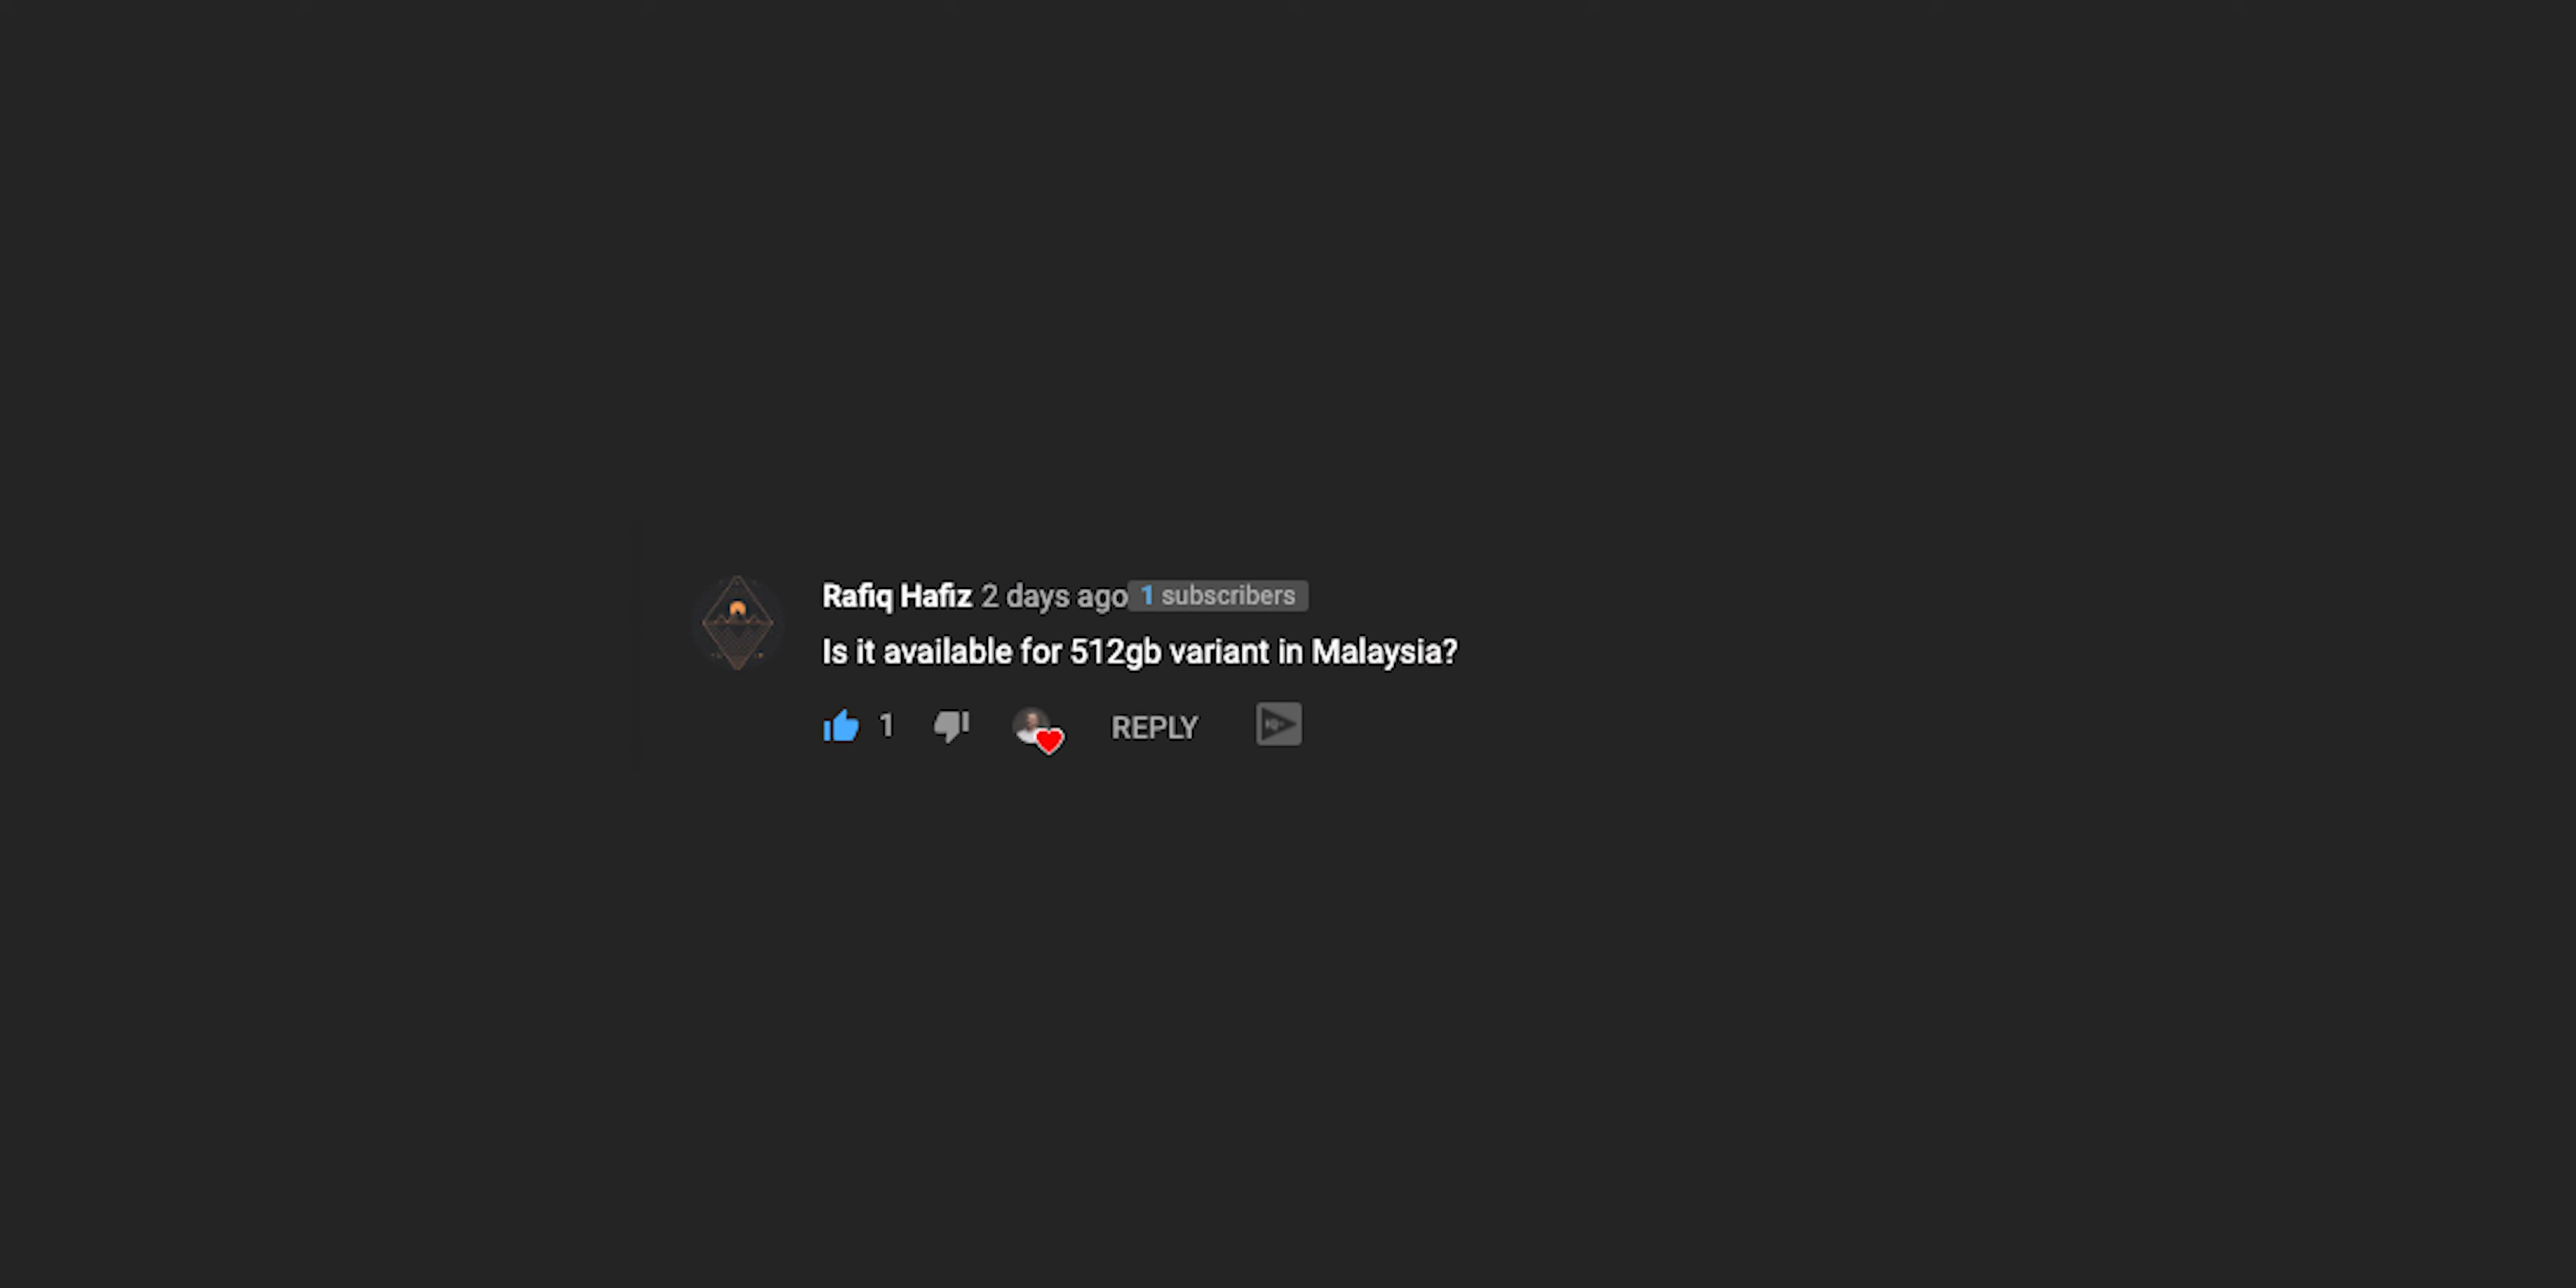 Rafiq Hafiz 2 days ago 1 subscribers
Is it available for 512gb variant in Malaysia?
1 REPLY